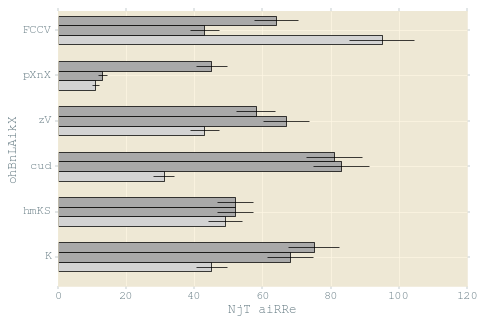 FCCV
pXnX
zV
cud
hmKS
K
ohBnLAikX
0 20 40 60 80 100 120
NjT aiRRe